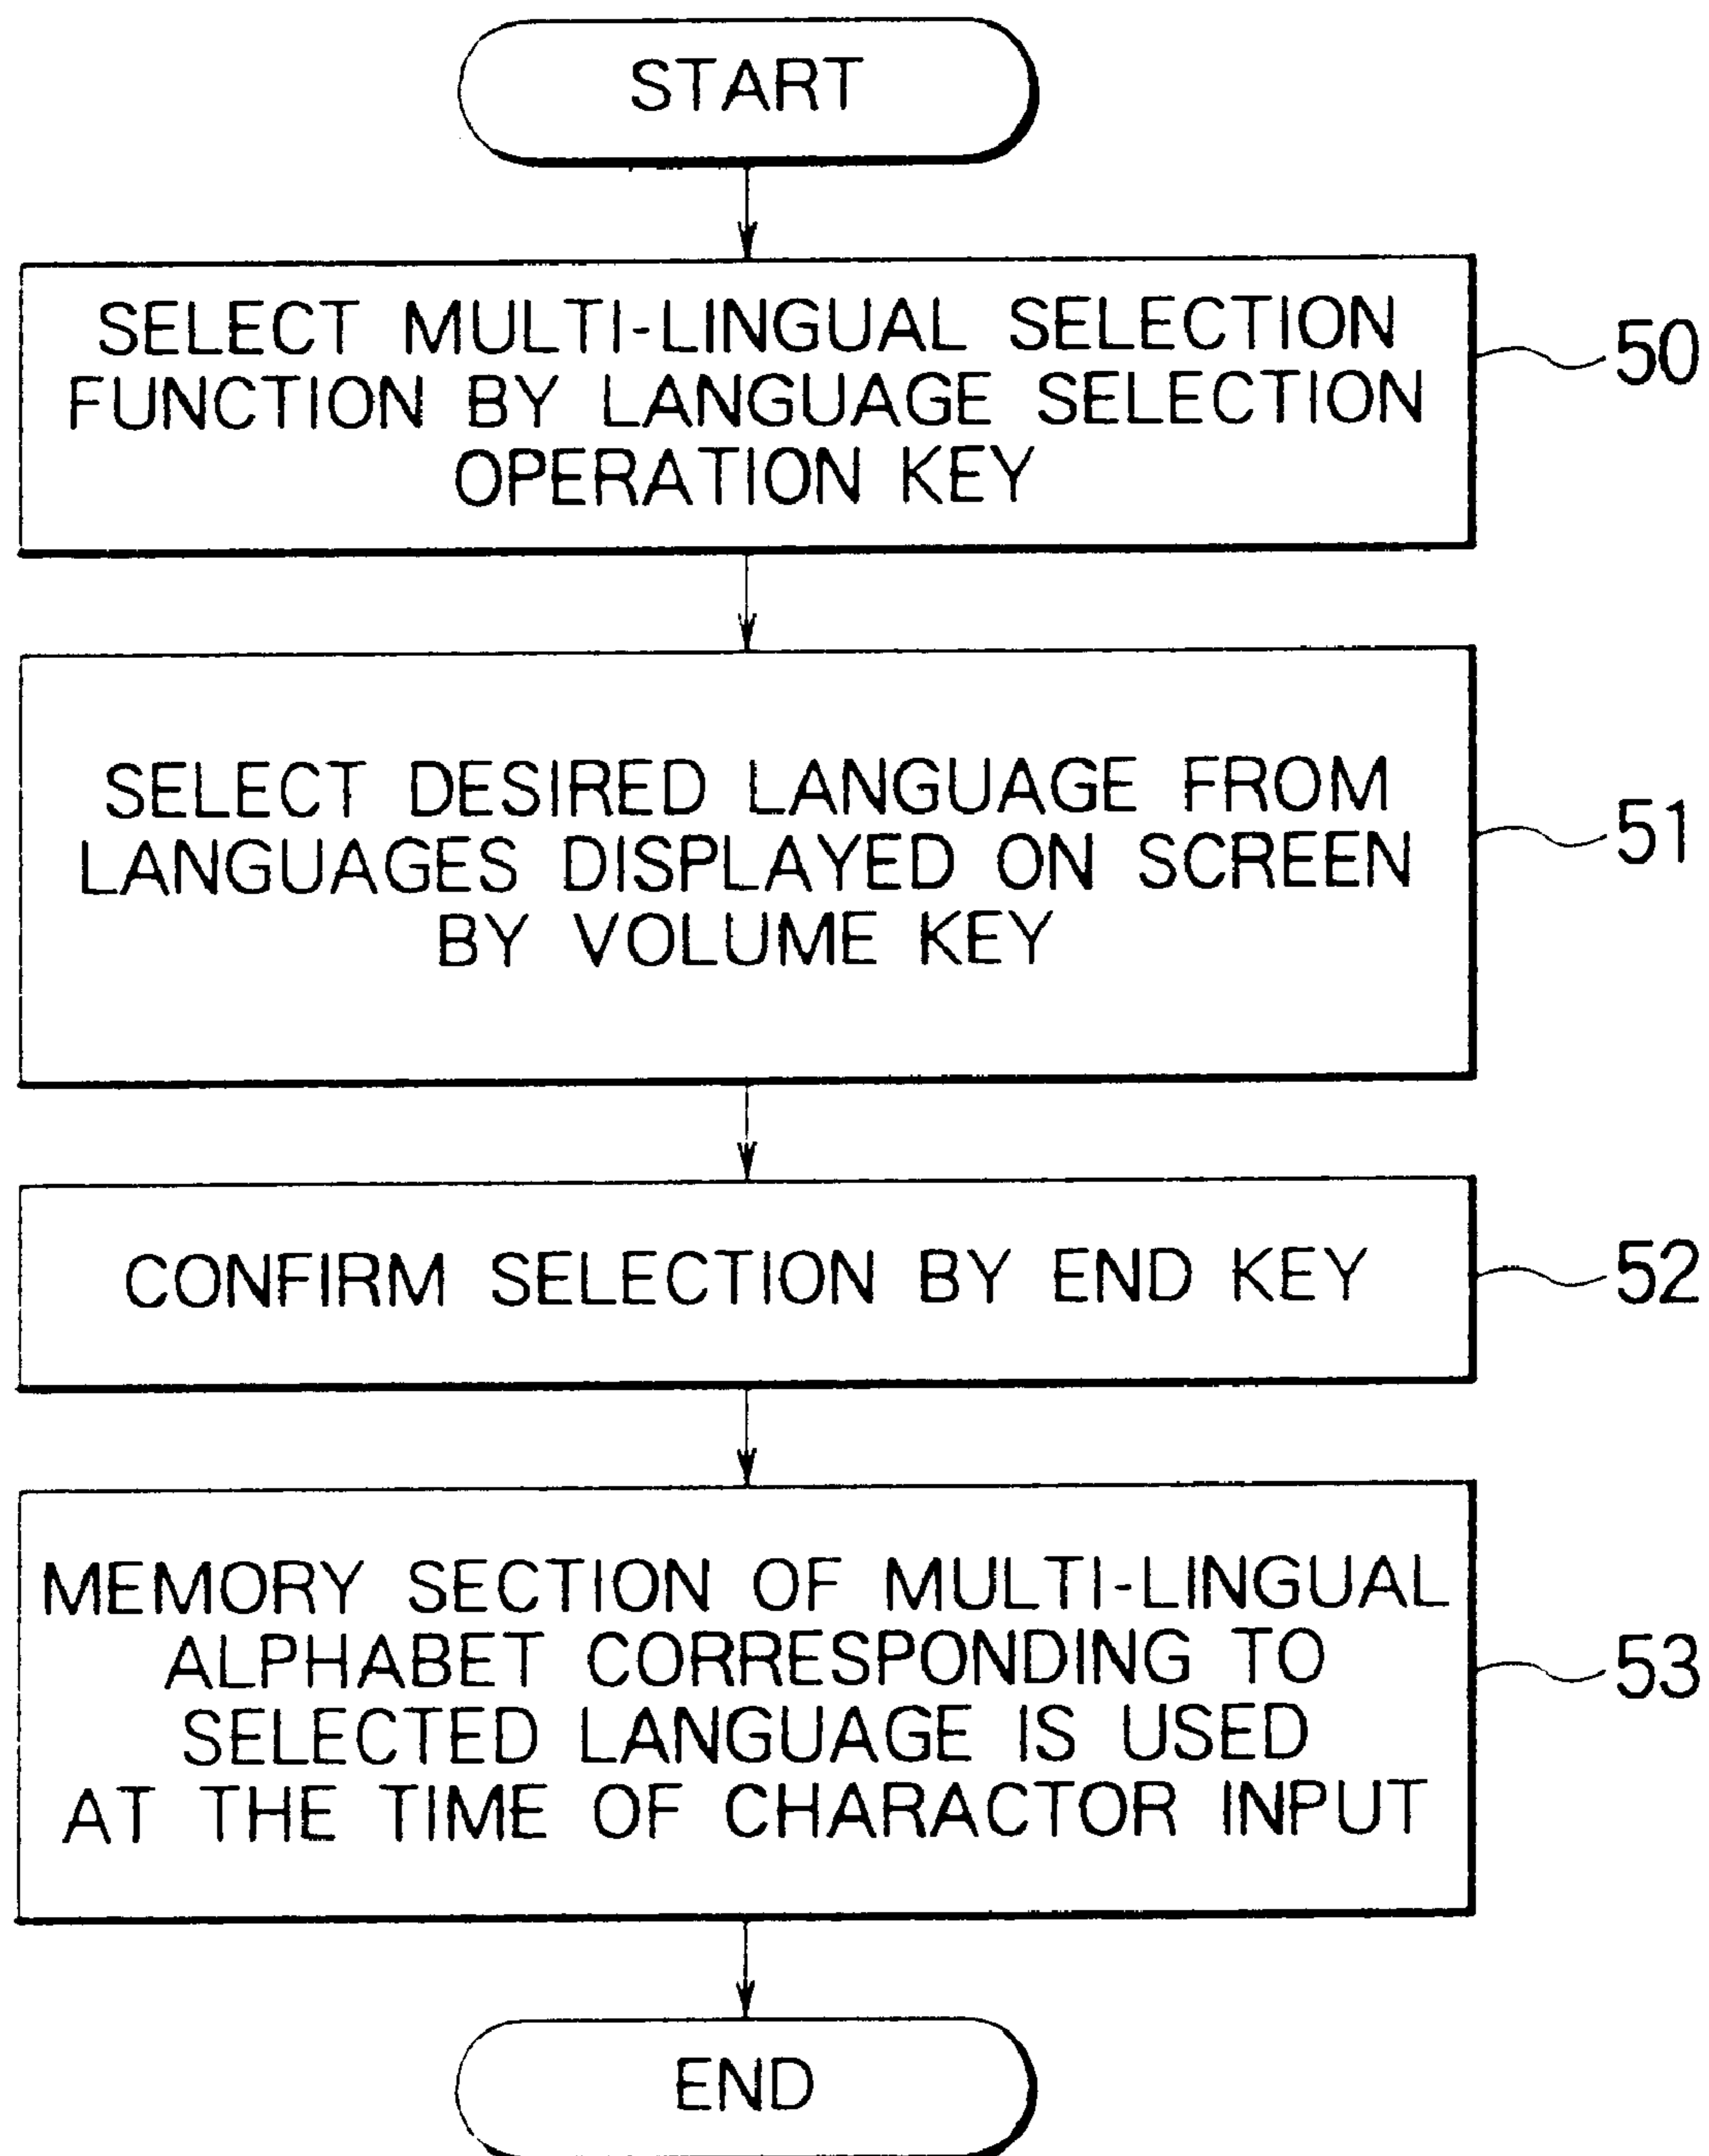 START
SELECT MULTI-LINGUAL SELECTION
FUNCTION BY LANGUAGE SELECTION
OPERATION KEY
50
SELECT DESIRED LANGUAGE FROM
LANGUAGES DISPLAYED ON SCREEN
BY VOLUME KEY
51
CONFIRM SELECTION BY END KEY
52
MEMORY SECTION OF MULTI-LINGUAL
ALPHABET CORRESPONDING TO
SELECTED LANGUAGE IS USED
AT THE TIME OF CHARACTOR INPUT
53
END